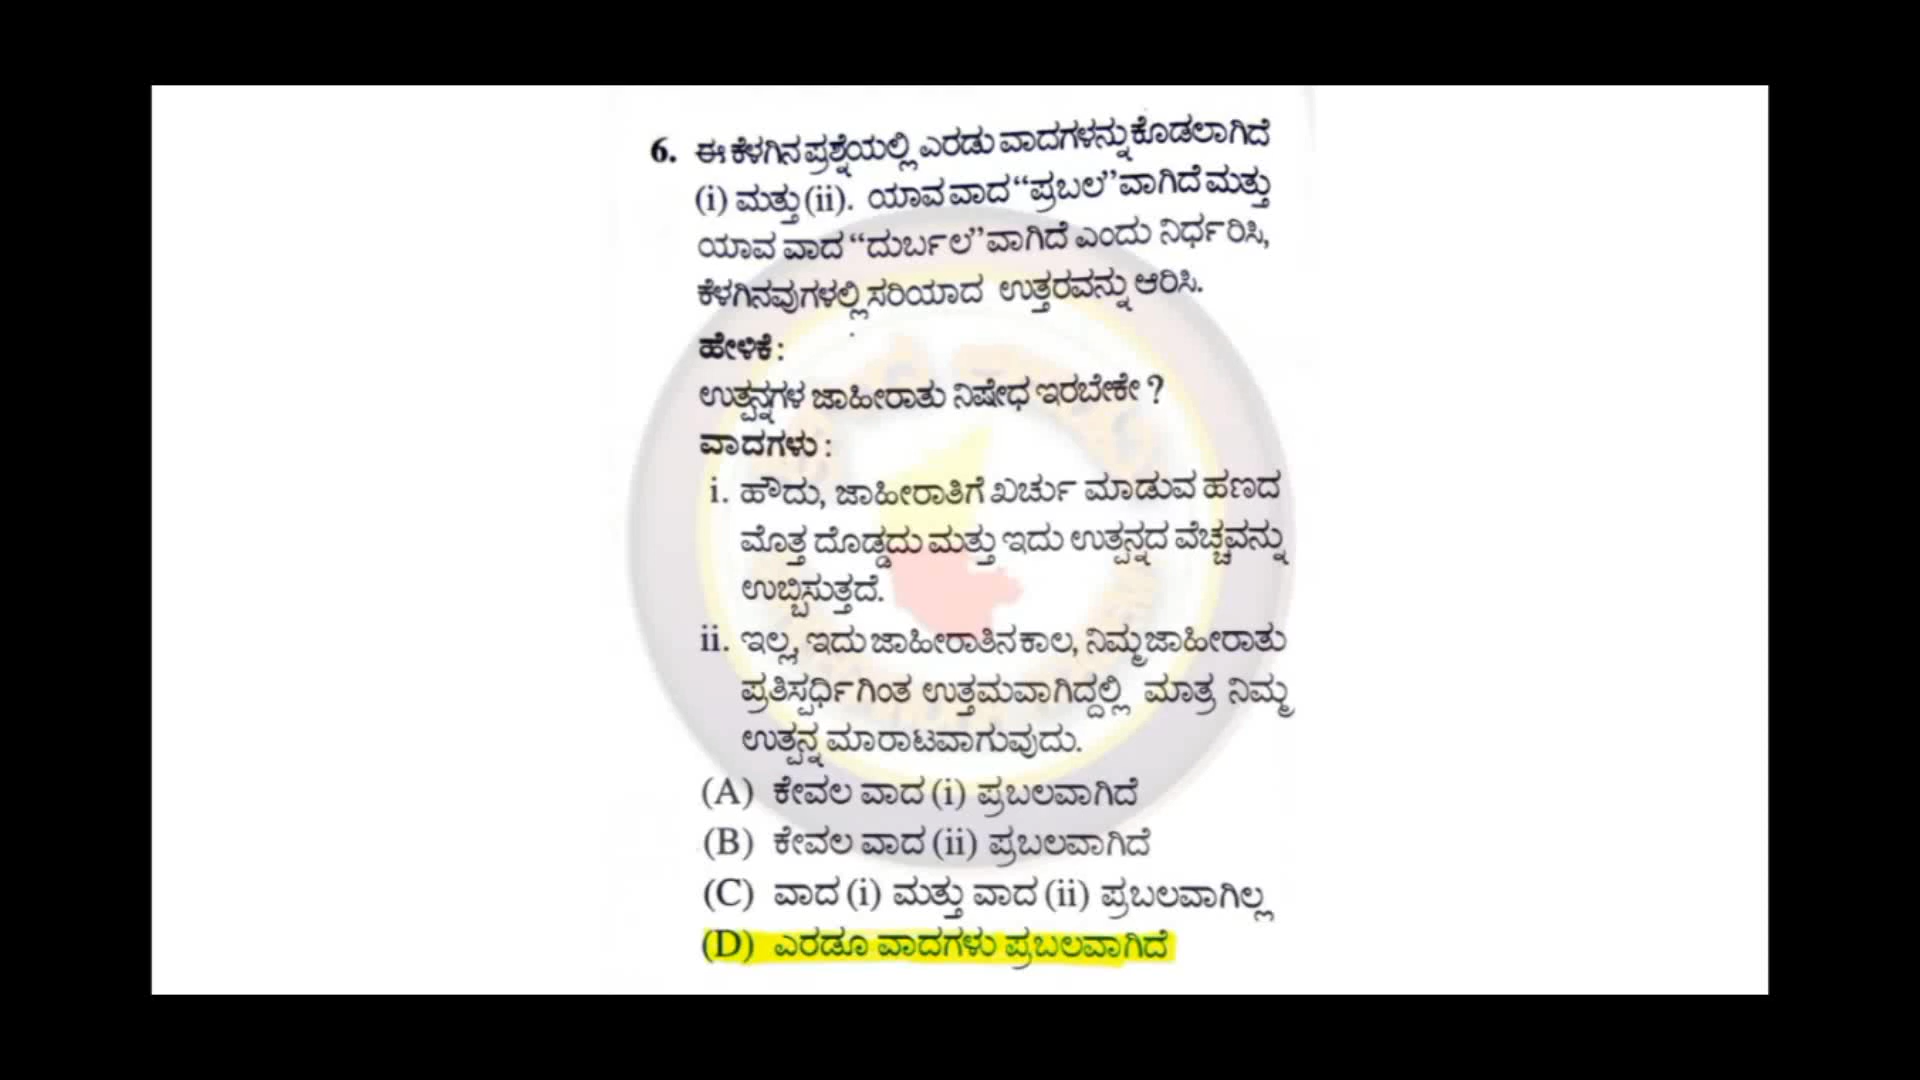 6. ಈ ಕೆಳಗಿನ ಪ್ರಶ್ನೆಯಲ್ಲಿ ಎರಡು ವಾದಗಳನ್ನು ಕೊಡಲಾಗಿದೆ
(i) ಮತ್ತು (ii). ಯಾವ ವಾದ “ಪ್ರಬಲ”ವಾಗಿದೆ ಮತ್ತು
ಯಾವ ವಾದ “ದುರ್ಬಲ”ವಾಗಿದೆ ಎಂದು ನಿರ್ಧರಿಸಿ,
ಕೆಳಗಿನವುಗಳಲ್ಲಿ ಸರಿಯಾದ ಉತ್ತರವನ್ನು ಆರಿಸಿ.
ಹೇಳಿಕೆ :
ಉತ್ಪನ್ನಗಳ ಜಾಹೀರಾತು ನಿಷೇಧ ಇರಬೇಕೇ ?
ವಾದಗಳು :
i. ಹೌದು, ಜಾಹೀರಾತಿಗೆ ಖರ್ಚು ಮಾಡುವ ಹಣದ
ಮೊತ್ತ ದೊಡ್ಡದು ಮತ್ತು ಇದು ಉತ್ಪನ್ನದ ವೆಚ್ಚವನ್ನು
ಉಬ್ಬಿಸುತ್ತದೆ.
ii. ಇಲ್ಲ, ಇದು ಜಾಹೀರಾತಿನ ಕಾಲ, ನಿಮ್ಮ ಜಾಹೀರಾತು
ಪ್ರತಿಸ್ಪರ್ಧಿಗಿಂತ ಉತ್ತಮವಾಗಿದ್ದಲ್ಲಿ ಮಾತ್ರ ನಿಮ್ಮ
ಉತ್ಪನ್ನ ಮಾರಾಟವಾಗುವುದು.
(A) ಕೇವಲ ವಾದ (i) ಪ್ರಬಲವಾಗಿದೆ
(B) ಕೇವಲ ವಾದ (ii) ಪ್ರಬಲವಾಗಿದೆ
(C) ವಾದ (i) ಮತ್ತು ವಾದ (ii) ಪ್ರಬಲವಾಗಿಲ್ಲ
(D) ಎರಡೂ ವಾದಗಳು ಪ್ರಬಲವಾಗಿದೆ